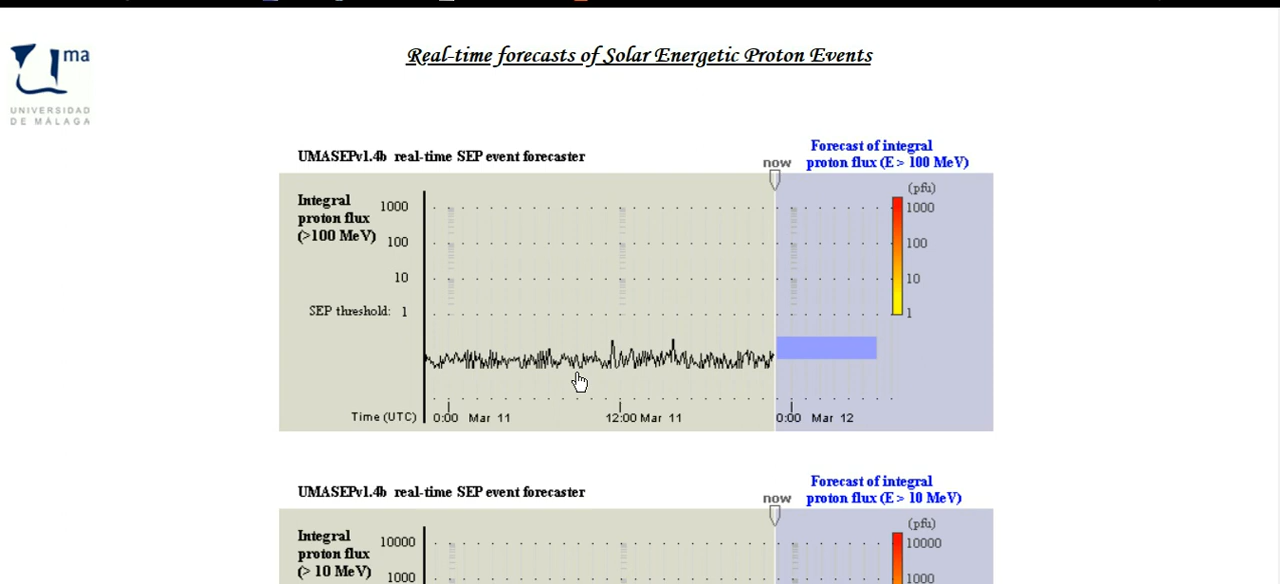 ma
UNIVERSIDAD
DE MÁLAGA
Real-time forecasts of Solar Energetic Proton Events
UMASEPv1.4b real-time SEP event forecaster
now
Forecast of integral
proton flux (E > 100 MeV)
Integral
proton flux
(>100 MeV)
1000
100
10
SEP threshold: 1
(pfu)
1000
100
10
1
Time (UTC)
0:00 Mar 11
12:00 Mar 11
0:00 Mar 12
UMASEPv1.4b real-time SEP event forecaster
now
Forecast of integral
proton flux (E > 10 MeV)
Integral
proton flux
(> 10 MeV)
10000
1000
(pfu)
10000
1000